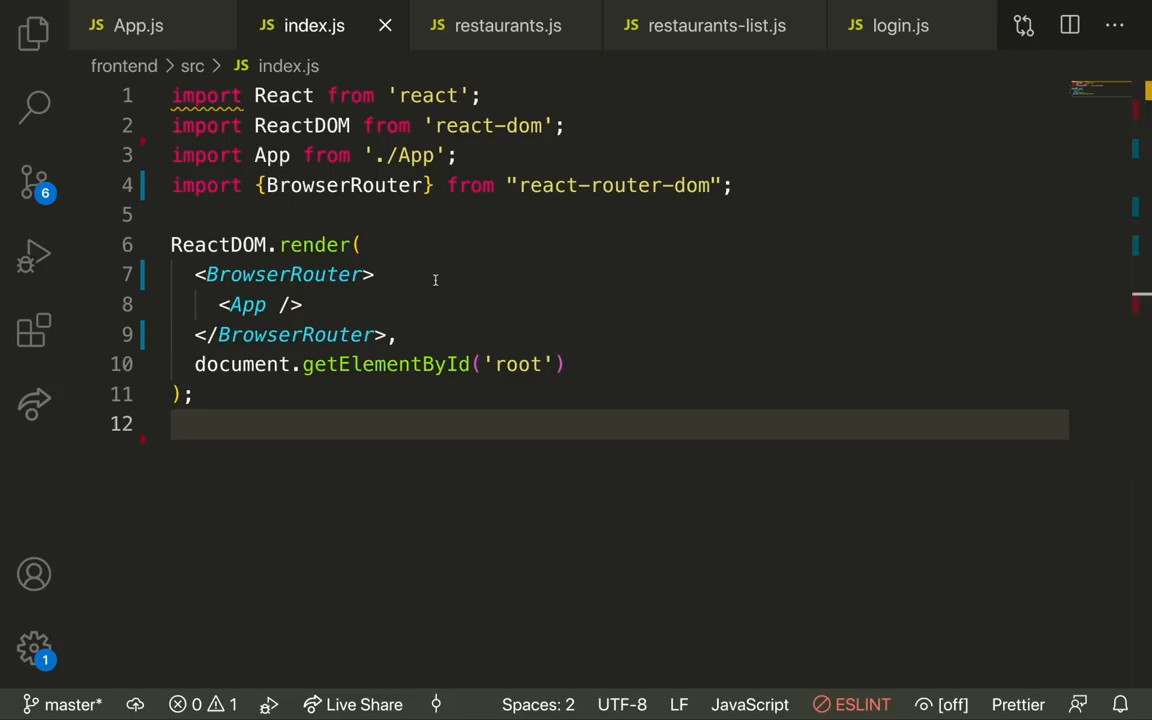 JS App.js JS index.js JS restaurants.js JS restaurants-list.js JS login.js
frontend src JS index.js
1 import React from 'react';
2 import ReactDOM from 'react-dom';
3 import App from './App';
4 import {BrowserRouter} from "react-router-dom";
5
6 ReactDOM.render(
7 <BrowserRouter>
8 <App />
9 </BrowserRouter>,
10 document.getElementById('root')
11 );
12
6
1
master* 0 1 Live Share Spaces: 2 UTF-8 LF JavaScript ESLINT [off] Prettier